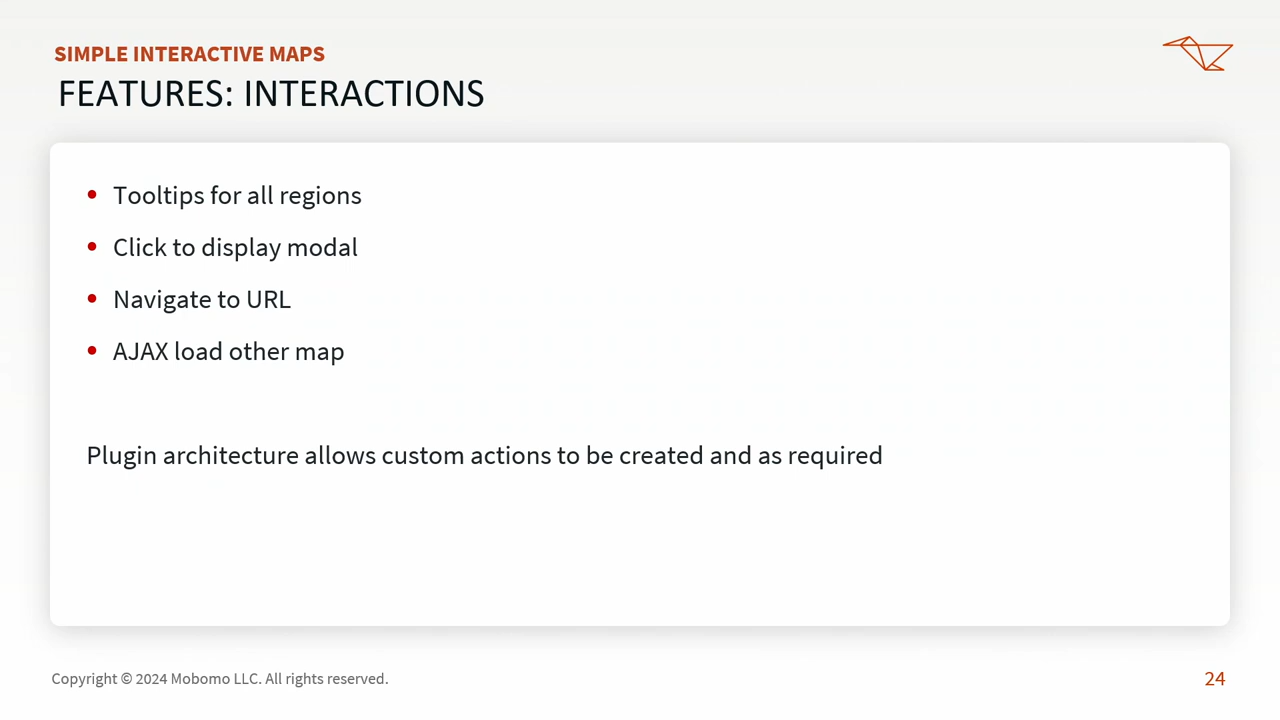 SIMPLE INTERACTIVE MAPS
FEATURES: INTERACTIONS
• Tooltips for all regions
• Click to display modal
• Navigate to URL
• AJAX load other map
Plugin architecture allows custom actions to be created and as required
Copyright © 2024 Mobomo LLC. All rights reserved.
24